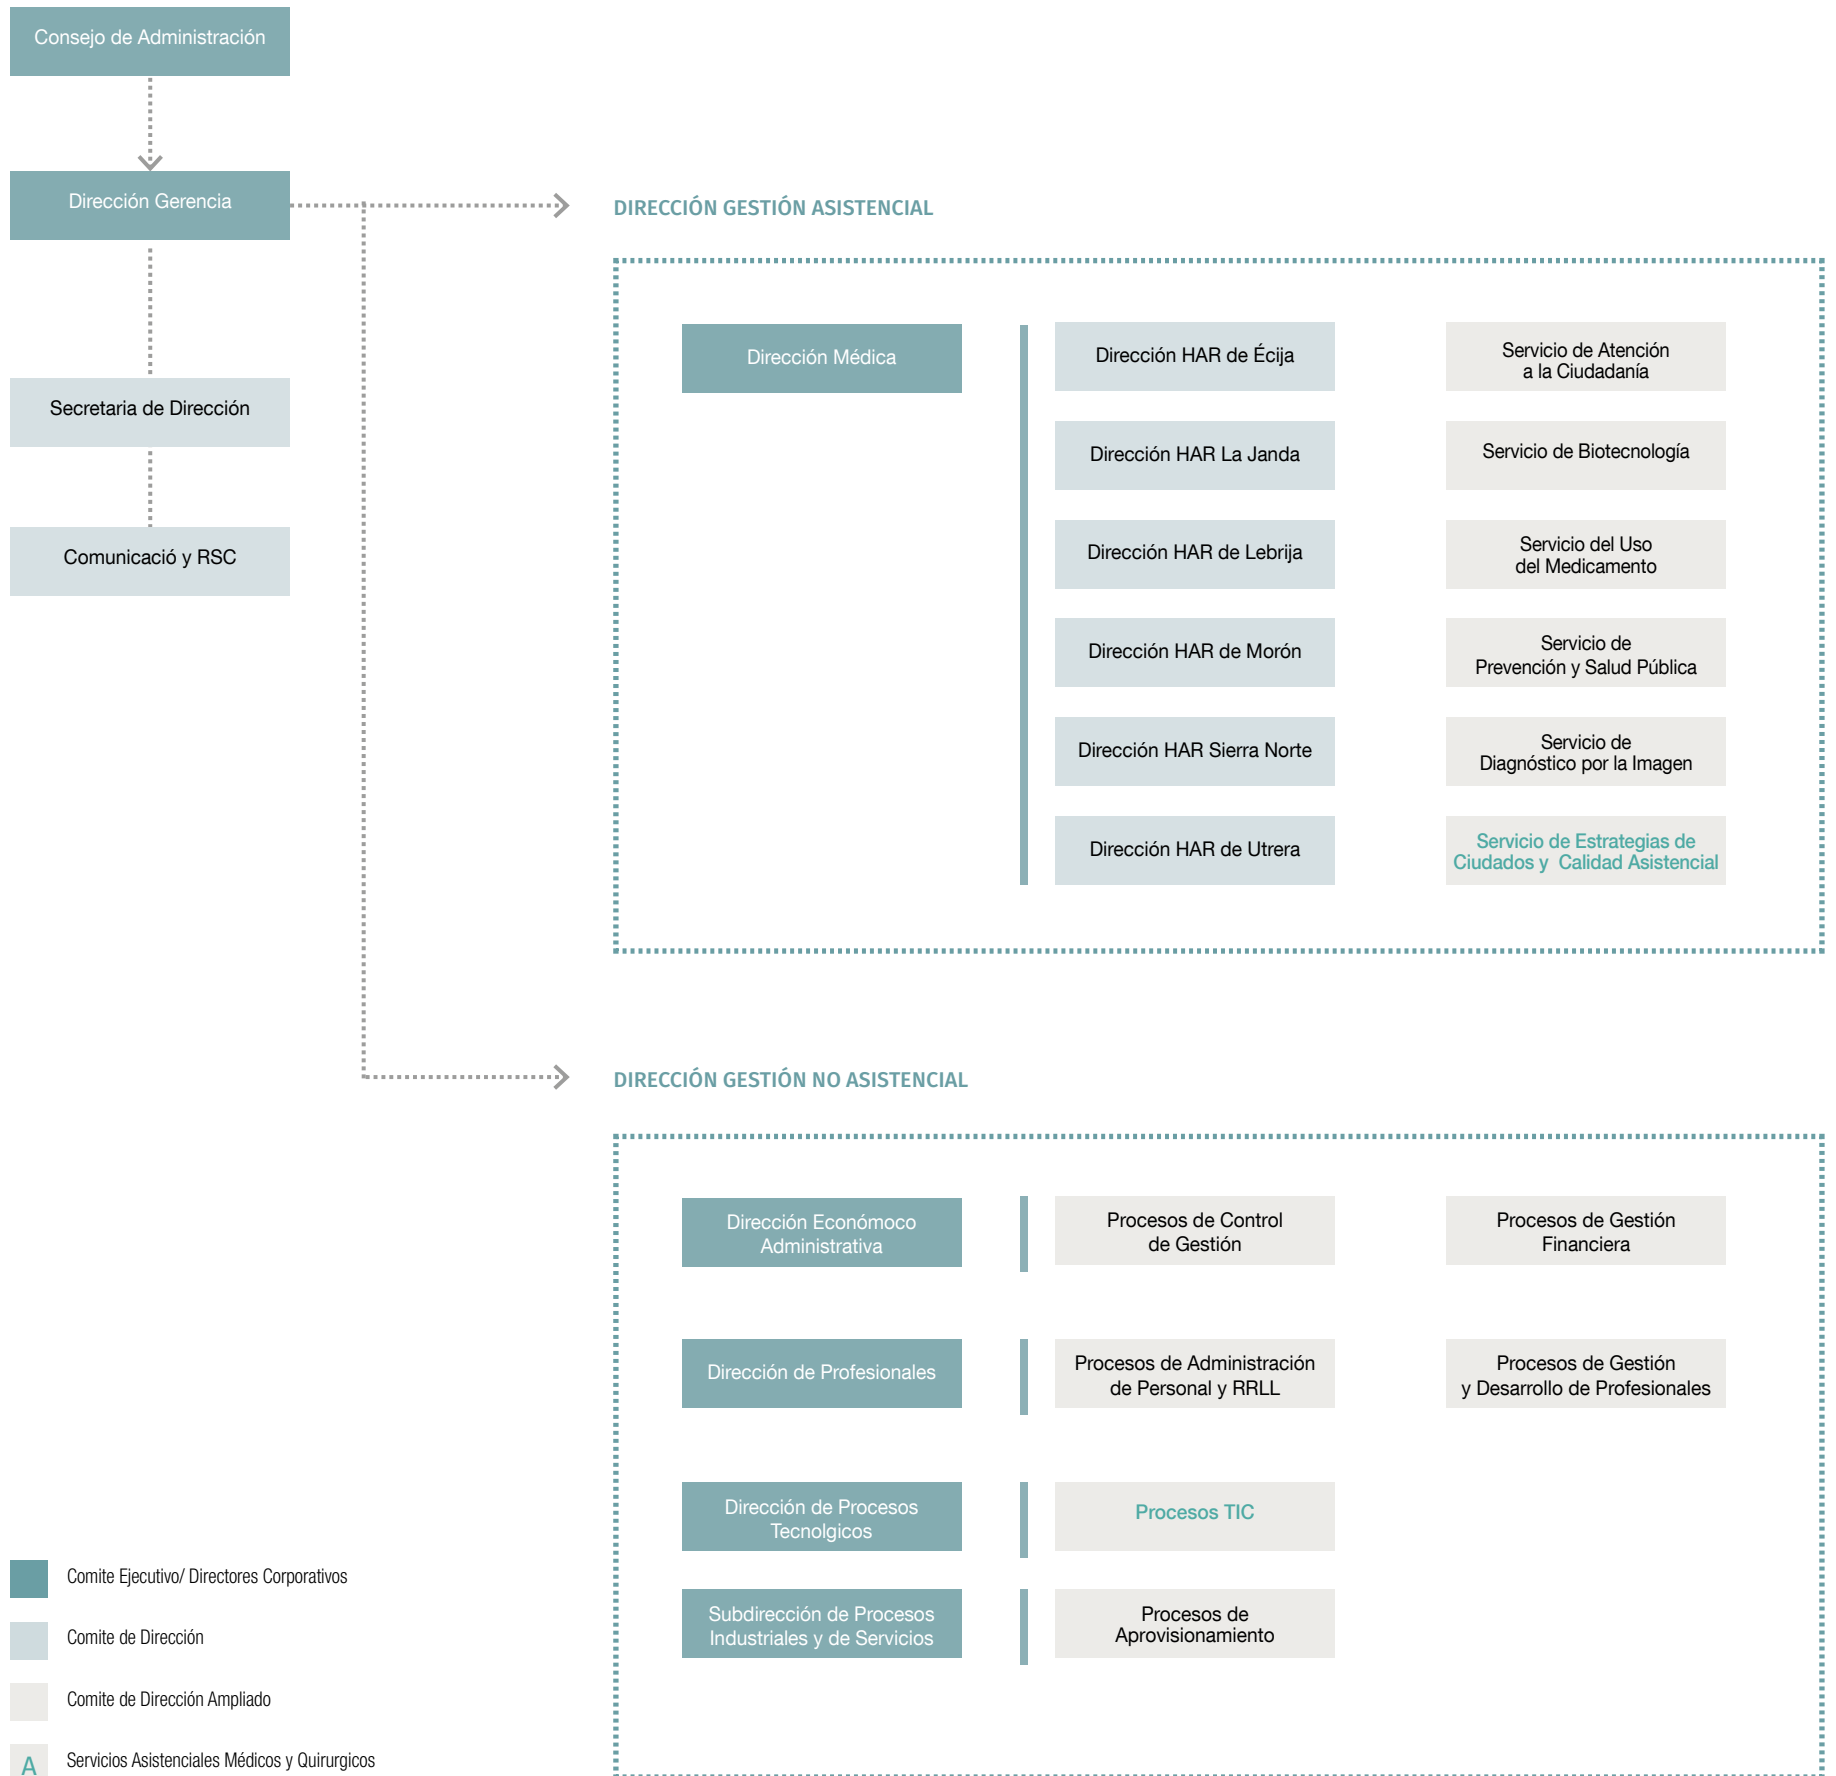 Consejo de Administración
Dirección Gerencia
Secretaria de Dirección
Comunicació y RSC
DIRECCIÓN GESTIÓN ASISTENCIAL
Dirección Médica
Dirección HAR de Écija
Servicio de Atención
a la Ciudadanía
Dirección HAR La Janda
Servicio de Biotecnología
Dirección HAR de Lebrija
Servicio del Uso
del Medicamento
Dirección HAR de Morón
Servicio de
Prevención y Salud Pública
Dirección HAR Sierra Norte
Servicio de
Diagnóstico por la Imagen
Dirección HAR de Utrera
Servicio de Estrategias de
Ciudados y Calidad Asistencial
DIRECCIÓN GESTIÓN NO ASISTENCIAL
Dirección Económoco
Administrativa
Procesos de Control
de Gestión
Procesos de Gestión
Financiera
Dirección de Profesionales
Procesos de Administración
de Personal y RRLL
Procesos de Gestión
y Desarrollo de Profesionales
Dirección de Procesos
Tecnolgicos
Procesos TIC
Subdirección de Procesos
Industriales y de Servicios
Procesos de
Aprovisionamiento
Comite Ejecutivo/ Directores Corporativos
Comite de Dirección
Comite de Dirección Ampliado
A Servicios Asistenciales Médicos y Quirurgicos